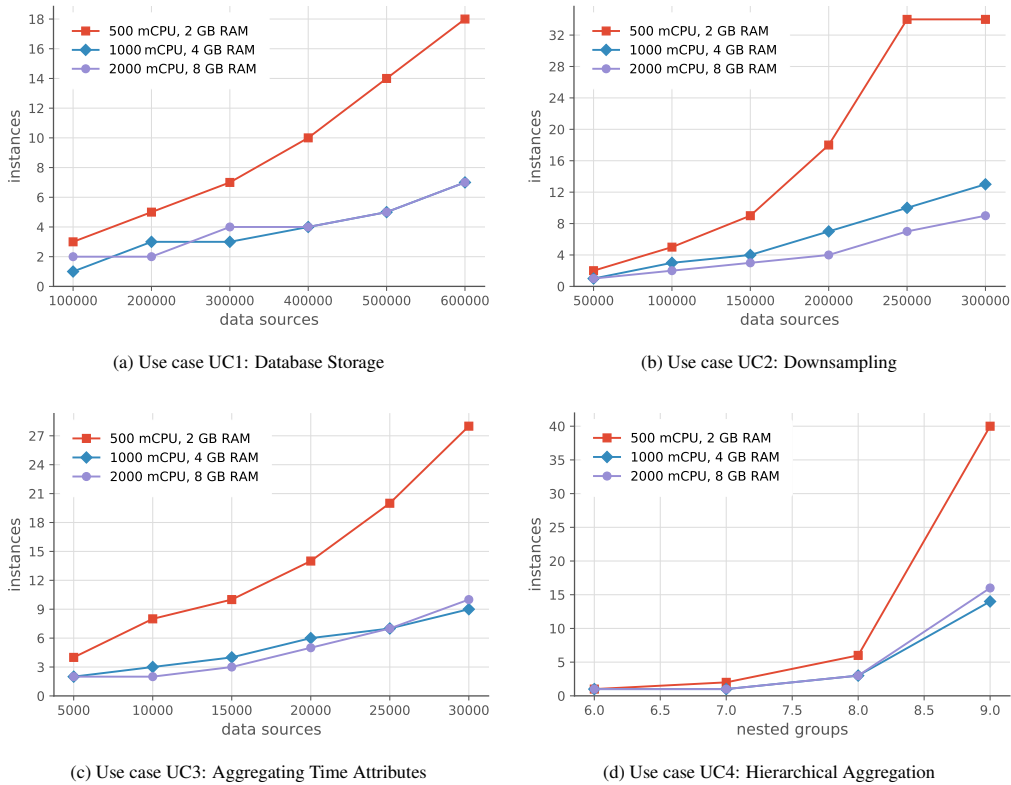 18
16
14
12
10
8
6
4
2
0
instances
500 mCPU, 2 GB RAM
1000 mCPU, 4 GB RAM
2000 mCPU, 8 GB RAM
100000 200000 300000 400000 500000 600000
data sources
(a) Use case UC1: Database Storage
32
28
24
20
16
12
8
4
0
instances
500 mCPU, 2 GB RAM
1000 mCPU, 4 GB RAM
2000 mCPU, 8 GB RAM
50000 100000 150000 200000 250000 300000
data sources
(b) Use case UC2: Downsampling
27
24
21
18
15
12
9
6
3
0
instances
500 mCPU, 2 GB RAM
1000 mCPU, 4 GB RAM
2000 mCPU, 8 GB RAM
5000 10000 15000 20000 25000 30000
data sources
(c) Use case UC3: Aggregating Time Attributes
40
35
30
25
20
15
10
5
0
instances
500 mCPU, 2 GB RAM
1000 mCPU, 4 GB RAM
2000 mCPU, 8 GB RAM
6.0 6.5 7.0 7.5 8.0 8.5 9.0
nested groups
(d) Use case UC4: Hierarchical Aggregation